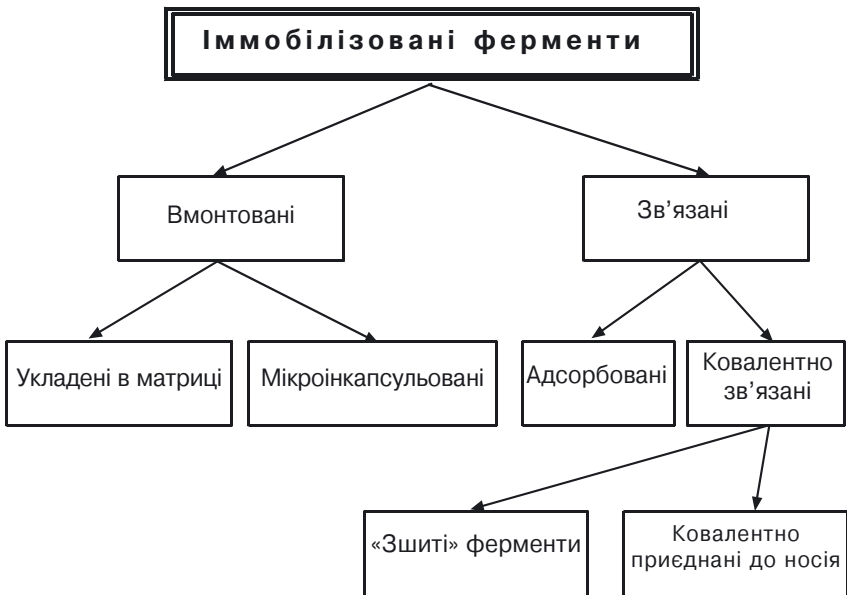 Іммобілізовані ферменти
Вмонтовані
Зв’язані
Укладені в матриці
Мікроінкапсульовані
Адсорбовані
Ковалентно
зв’язані
«Зшиті» ферменти
Ковалентно
приєднані до носія